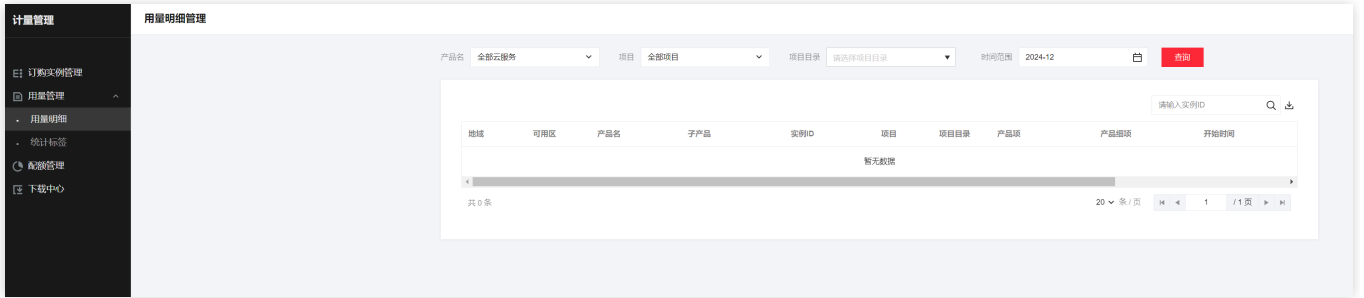 计量管理
用量明细管理
订购实例管理
用量管理
用量明细
统计标签
配额管理
下载中心
产品名 全部云服务 项目 全部项目 项目目录 请选择项目目录 时间范围 2024-12 查询
请输入实例ID
地域 可用区 产品名 子产品 实例ID 项目 项目目录 产品项 产品细项 开始时间
暂无数据
共 0 条 20 条 / 页 1 / 1 页